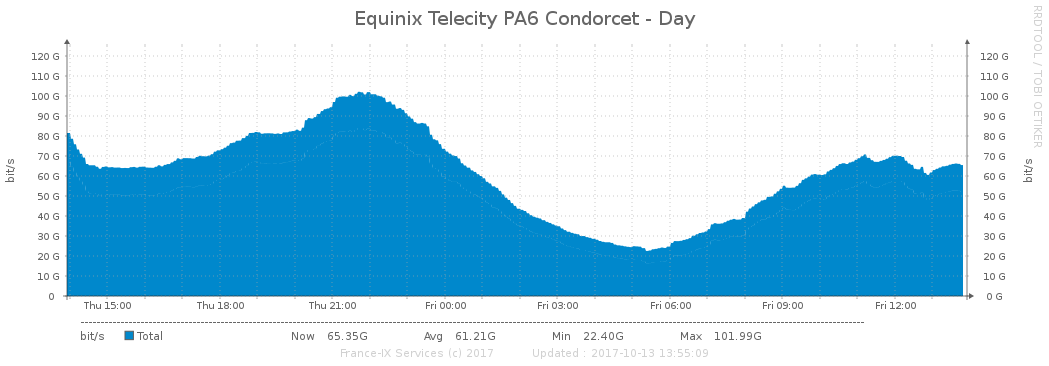 Equinix Telecity PA6 Condorcet - Day
RRDTOOL / TOBI OETIKER
bit/s
bit/s
120 G 120 G
110 G 110 G
100 G 100 G
90 G 90 G
80 G 80 G
70 G 70 G
60 G 60 G
50 G 50 G
40 G 40 G
30 G 30 G
20 G 20 G
10 G 10 G
0 0 G
Thu 15:00 Thu 18:00 Thu 21:00 Fri 00:00 Fri 03:00 Fri 06:00 Fri 09:00 Fri 12:00
bit/s Total Now 65.35G Avg 61.21G Min 22.40G Max 101.99G
France-IX Services (c) 2017 Updated : 2017-10-13 13:55:09